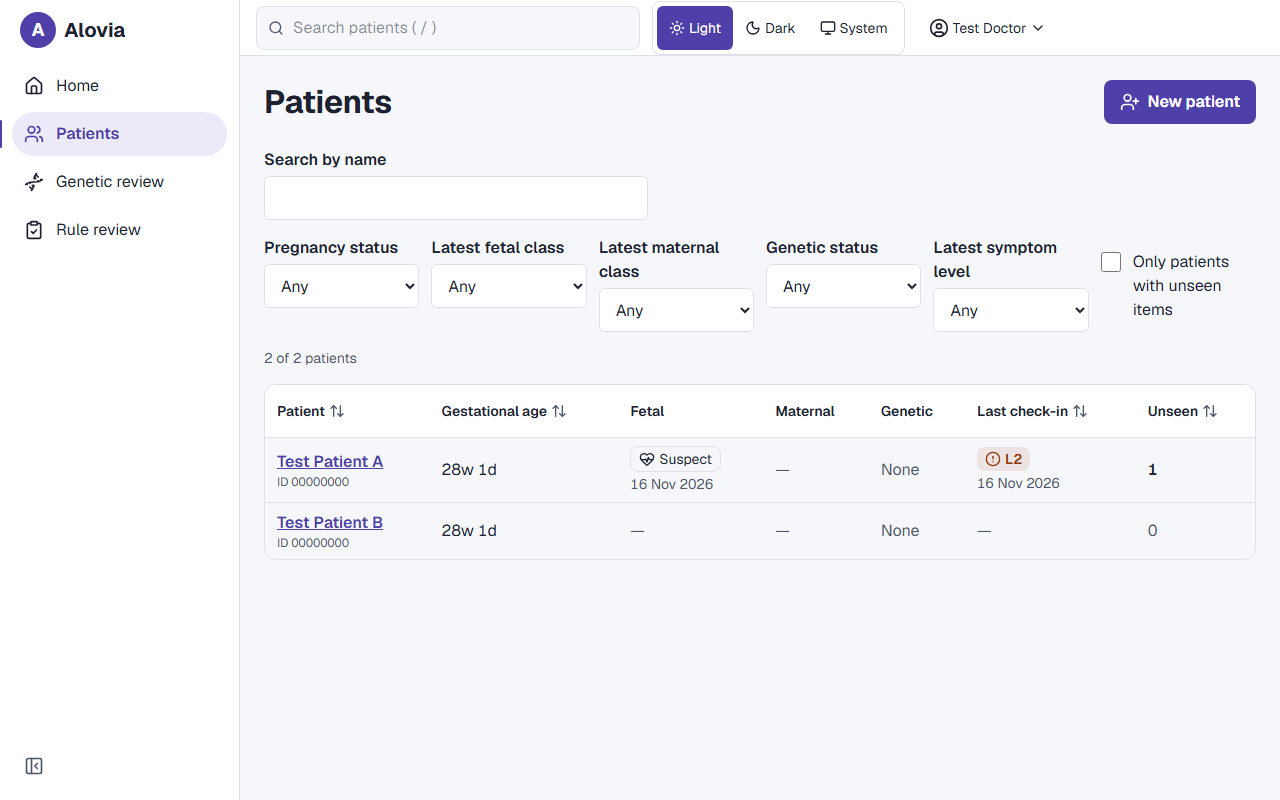 A Alovia
Search patients ( / )
Light
Dark
System
Test Doctor
Home
Patients
Genetic review
Rule review
Patients
New patient
Search by name
Pregnancy status
Any
Latest fetal class
Any
Latest maternal
class
Any
Genetic status
Any
Latest symptom
level
Any
Only patients
with unseen
items
2 of 2 patients
Patient Gestational age Fetal Maternal Genetic Last check-in Unseen
Test Patient A 28w 1d Suspect — None L2 1
ID 00000000 16 Nov 2026 16 Nov 2026
Test Patient B 28w 1d — — None — 0
ID 00000000